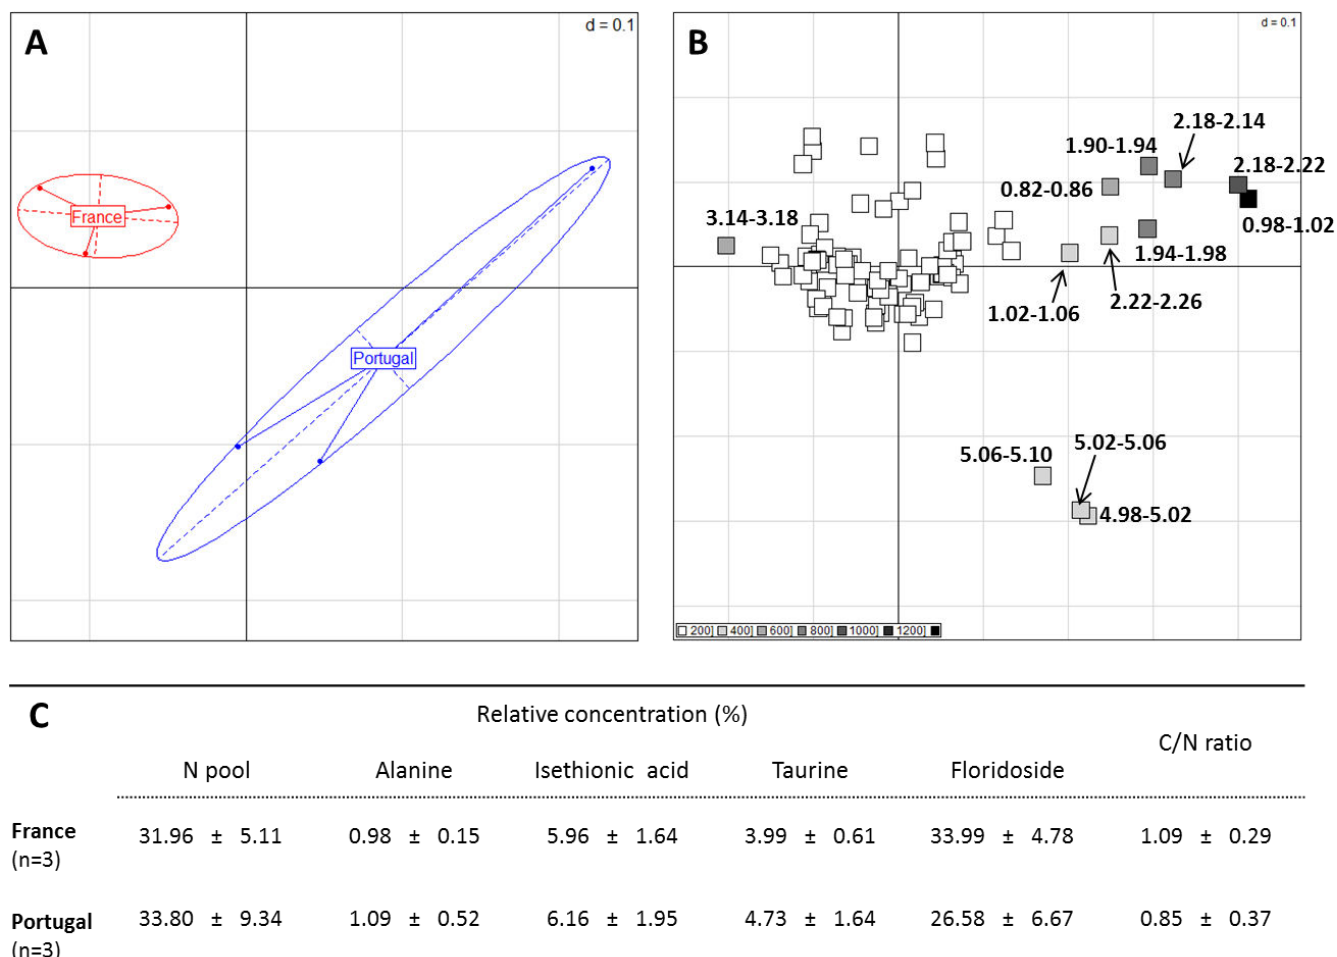 A
d = 0.1
France
Portugal
B
d = 0.1
2.18-2.14
1.90-1.94
2.18-2.22
0.82-0.86
3.14-3.18
0.98-1.02
1.94-1.98
2.22-2.26
1.02-1.06
5.02-5.06
5.06-5.10
4.98-5.02
200] 400] 600] 800] 1000] 1200]
C
Relative concentration (%)
C/N ratio
N pool Alanine Isethionic acid Taurine Floridoside
France 31.96 ± 5.11 0.98 ± 0.15 5.96 ± 1.64 3.99 ± 0.61 33.99 ± 4.78 1.09 ± 0.29
(n=3)
Portugal 33.80 ± 9.34 1.09 ± 0.52 6.16 ± 1.95 4.73 ± 1.64 26.58 ± 6.67 0.85 ± 0.37
(n=3)